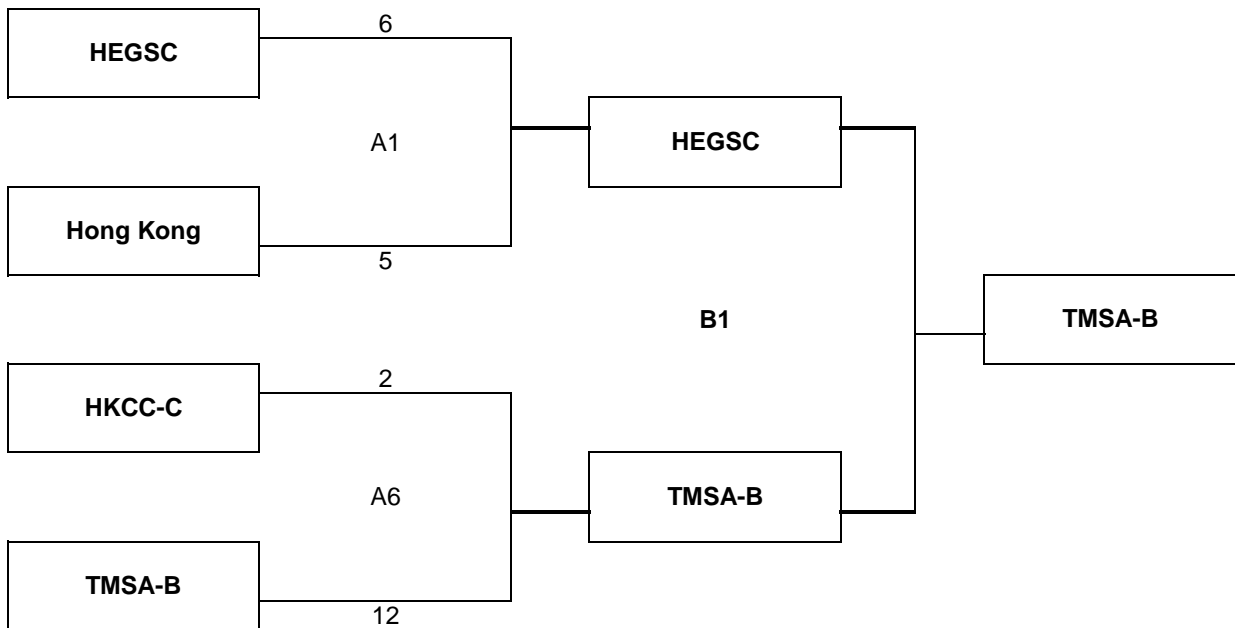 6
HEGSC
A1
HEGSC
Hong Kong
5
B1
TMSA-B
2
HKCC-C
A6
TMSA-B
TMSA-B
12